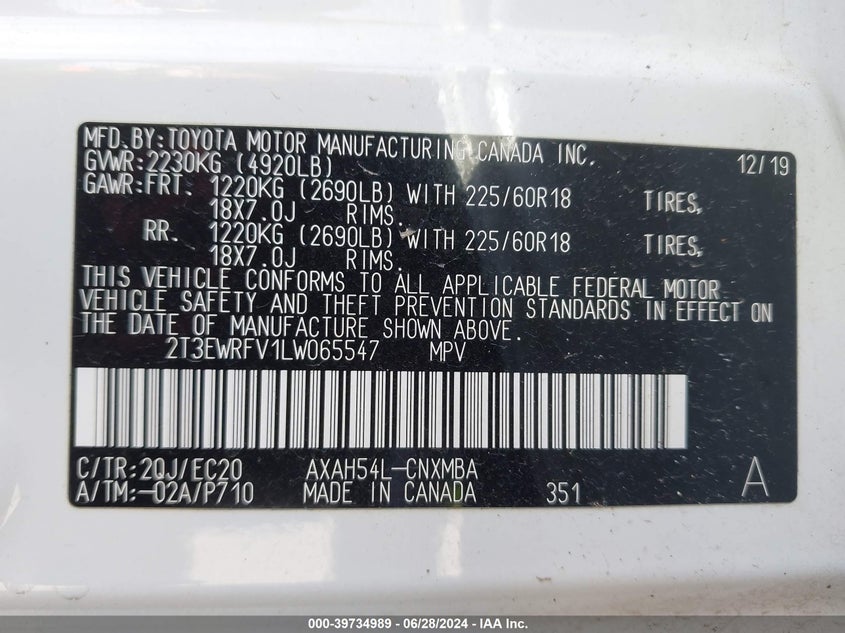 MFD.BY:TOYOTA MOTOR MANUFACTURING CANADA INC. 12/19
GVWR:2230KG (4920LB)
GAWR:FRT. 1220KG (2690LB) WITH 225/60R18 TIRES,
18X7.0J RIMS.
RR. 1220KG (2690LB) WITH 225/60R18 TIRES,
18X7.0J RIMS.
THIS VEHICLE CONFORMS TO ALL APPLICABLE FEDERAL MOTOR
VEHICLE SAFETY AND THEFT PREVENTION STANDARDS IN EFFECT ON
THE DATE OF MANUFACTURE SHOWN ABOVE.
2T3EWRFV1LW065547 MPV
C/TR:2QJ/EC20 AXAH54L-CNXMBA
A/TM:-02A/P710 MADE IN CANADA 351 A
000-39734989 - 06/28/2024 - IAA Inc.